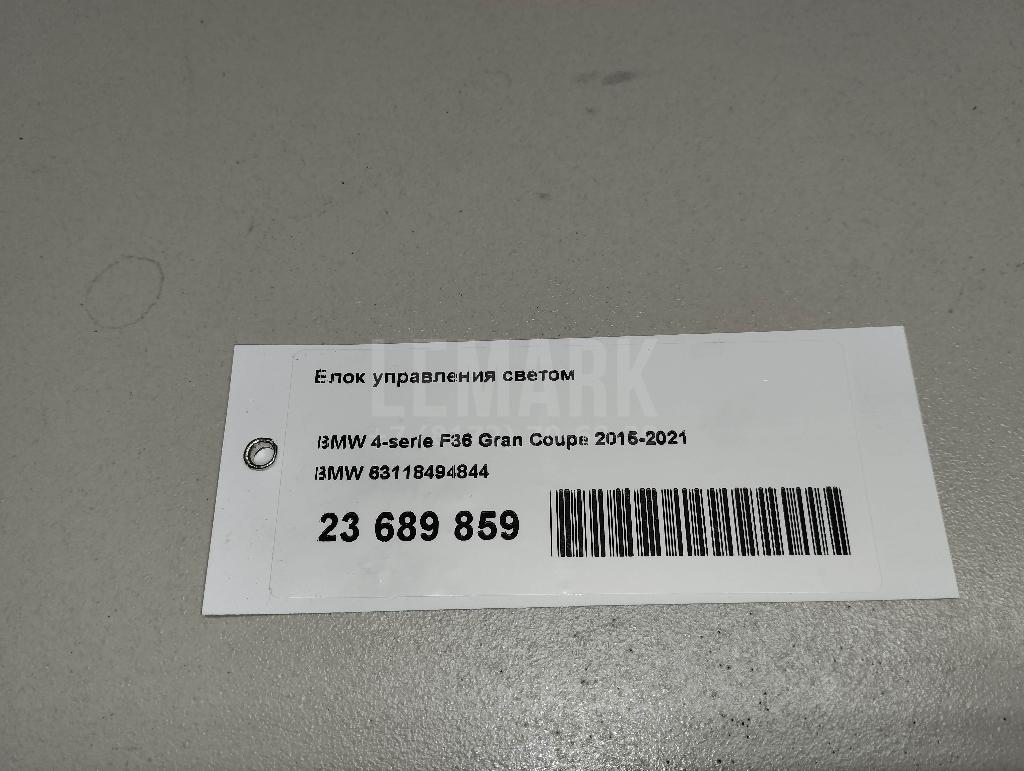 LEMARK
Блок управления светом
BMW 4-serie F36 Gran Coupe 2015-2021
BMW 63118494844
23 689 859